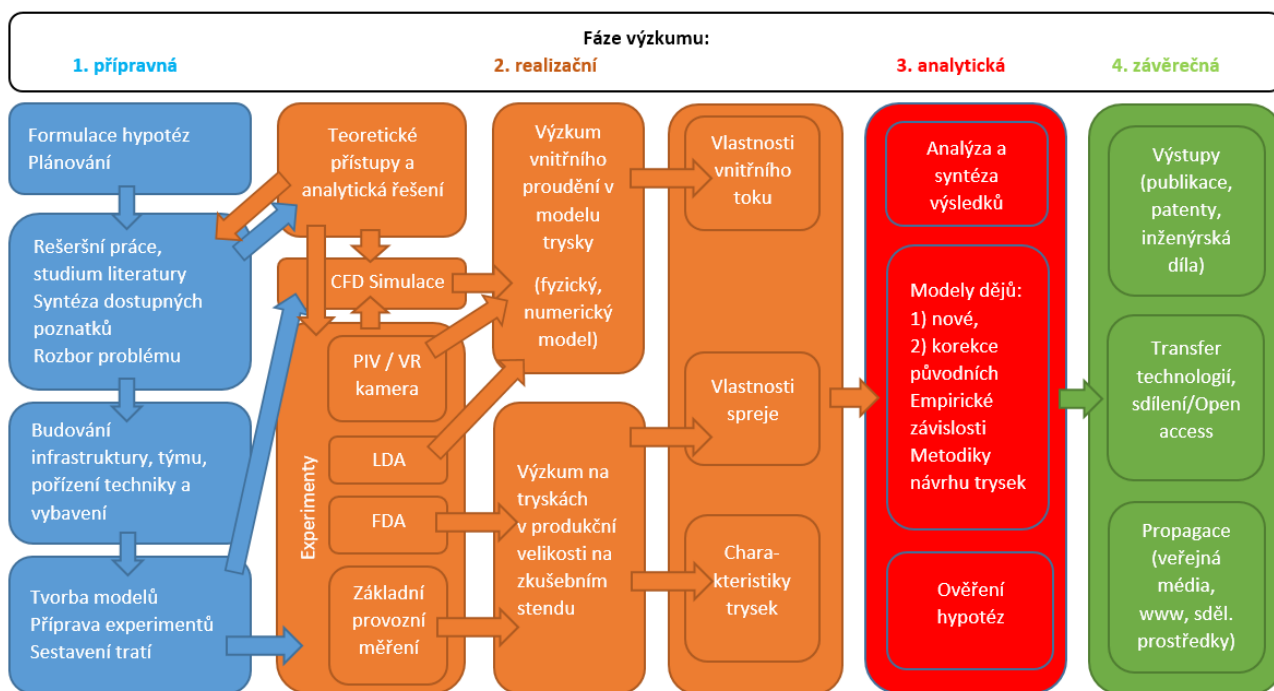 Fáze výzkumu:
1. přípravná
2. realizační
3. analytická
4. závěrečná
Formulace hypotéz
Plánování
Rešeršní práce,
studium literatury
Syntéza dostupných
poznatků
Rozbor problému
Budování
infrastruktury, týmu,
pořízení techniky a
vybavení
Tvorba modelů
Příprava experimentů
Sestavení tratí
Teoretické
přístupy a
analytická řešení
CFD Simulace
Experimenty
PIV / VR
kamera
LDA
FDA
Základní
provozní
měření
Výzkum
vnitřního
proudění v
modelu
trysky
(fyzický,
numerický
model)
Výzkum na
tryskách
v produkční
velikosti na
zkušebním
stendu
Vlastnosti
vnitřního
toku
Vlastnosti
spreje
Chara-
kteristiky
trysek
Analýza a
syntéza
výsledků
Modely dějů:
1) nové,
2) korekce
původních
Empirické
závislosti
Metodiky
návrhu trysek
Ověření
hypotéz
Výstupy
(publikace,
patenty,
inženýrská
díla)
Transfer
technologií,
sdílení/Open
access
Propagace
(veřejná
média,
www, sděl.
prostředky)